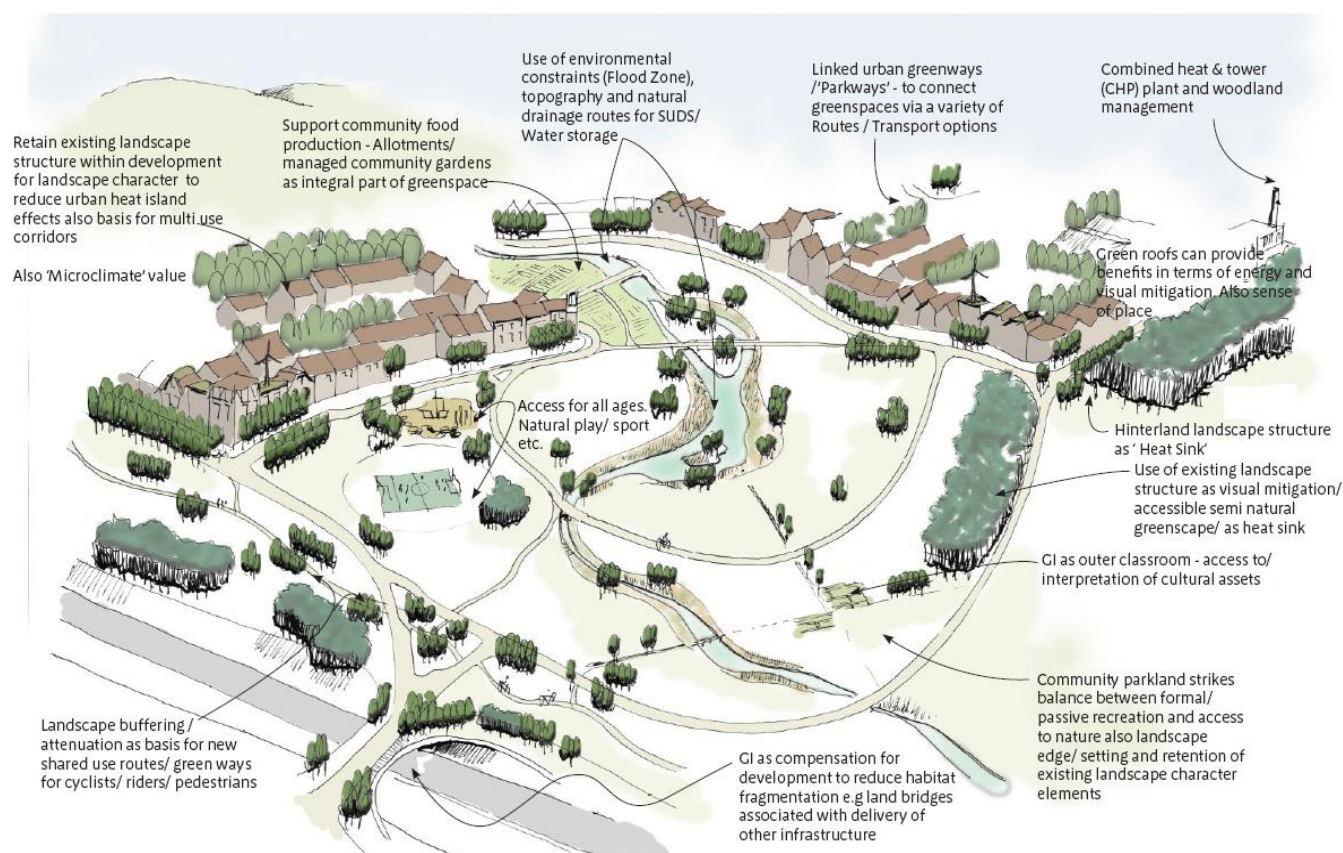 Use of environmental
constraints (Flood Zone),
topography and natural
drainage routes for SUDS/
Water storage
Linked urban greenways
/'Parkways' - to connect
greenspaces via a variety of
Routes / Transport options
Combined heat & tower
(CHP) plant and woodland
management
Retain existing landscape
structure within development
for landscape character to
reduce urban heat island
effects also basis for multi use
corridors
Also 'Microclimate' value
Support community food
production - Allotments/
managed community gardens
as integral part of greenspace
Green roofs can provide
benefits in terms of energy and
visual mitigation. Also sense
of place
Access for all ages.
Natural play/ sport
etc.
Hinterland landscape structure
as ' Heat Sink'
Use of existing landscape
structure as visual mitigation/
accessible semi natural
greenscape/ as heat sink
GI as outer classroom - access to/
interpretation of cultural assets
Community parkland strikes
balance between formal/
passive recreation and access
to nature also landscape
edge/ setting and retention of
existing landscape character
elements
Landscape buffering /
attenuation as basis for new
shared use routes/ green ways
for cyclists/ riders/ pedestrians
GI as compensation for
development to reduce habitat
fragmentation e.g land bridges
associated with delivery of
other infrastructure